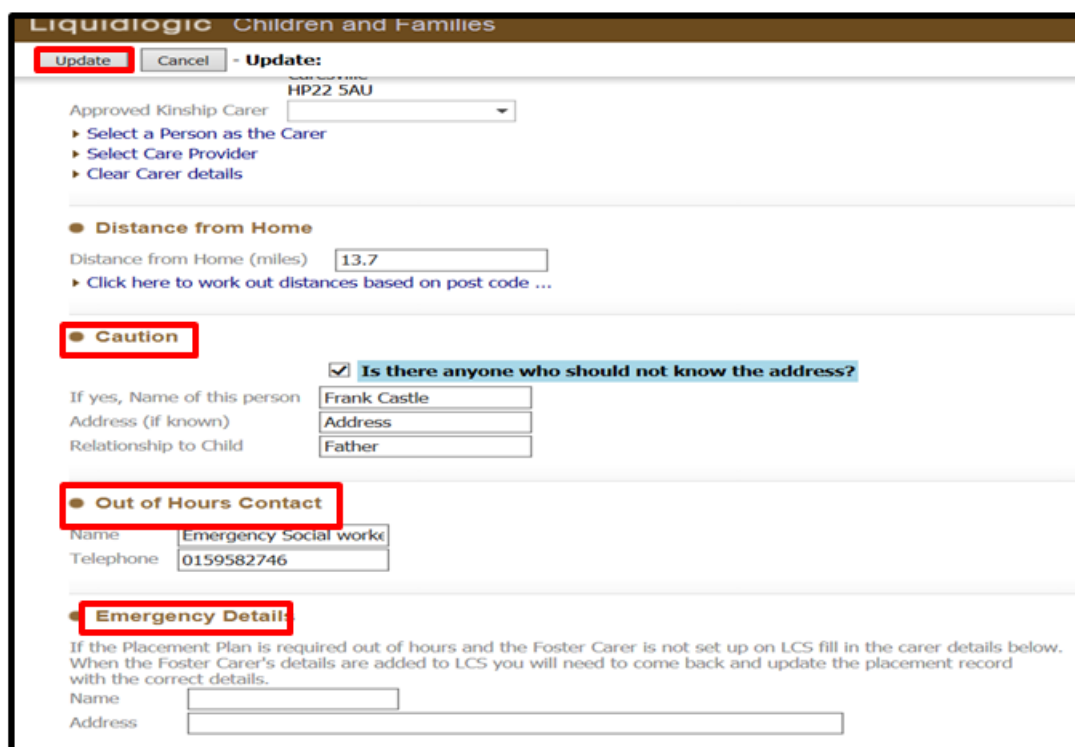 Liquidlogic Children and Families
Update Cancel - Update:
Caresville
HP22 5AU
Approved Kinship Carer
Select a Person as the Carer
Select Care Provider
Clear Carer details
Distance from Home
Distance from Home (miles) 13.7
Click here to work out distances based on post code ...
Caution
Is there anyone who should not know the address?
If yes, Name of this person Frank Castle
Address (if known) Address
Relationship to Child Father
Out of Hours Contact
Name Emergency Social worke
Telephone 0159582746
Emergency Details
If the Placement Plan is required out of hours and the Foster Carer is not set up on LCS fill in the carer details below.
When the Foster Carer's details are added to LCS you will need to come back and update the placement record
with the correct details.
Name
Address